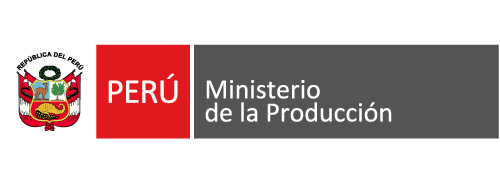 REPÚBLICA DEL PERÚ
PERÚ
Ministerio
de la Producción